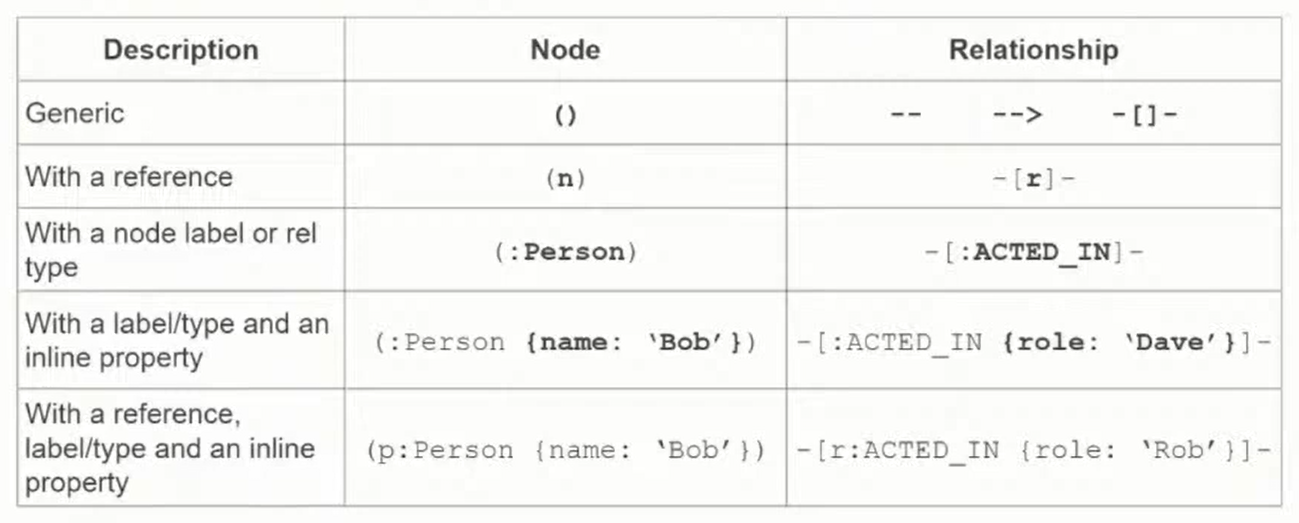 Description Node Relationship
Generic () -- --> -[]-
With a reference (n) -[r]-
With a node label or rel
type (:Person) -[:ACTED_IN]-
With a label/type and an
inline property (:Person {name: ‘Bob’}) -[:ACTED_IN {role: ‘Dave’}]-
With a reference,
label/type and an inline (p:Person {name: ‘Bob’}) -[r:ACTED_IN {role: ‘Rob’}]-
property